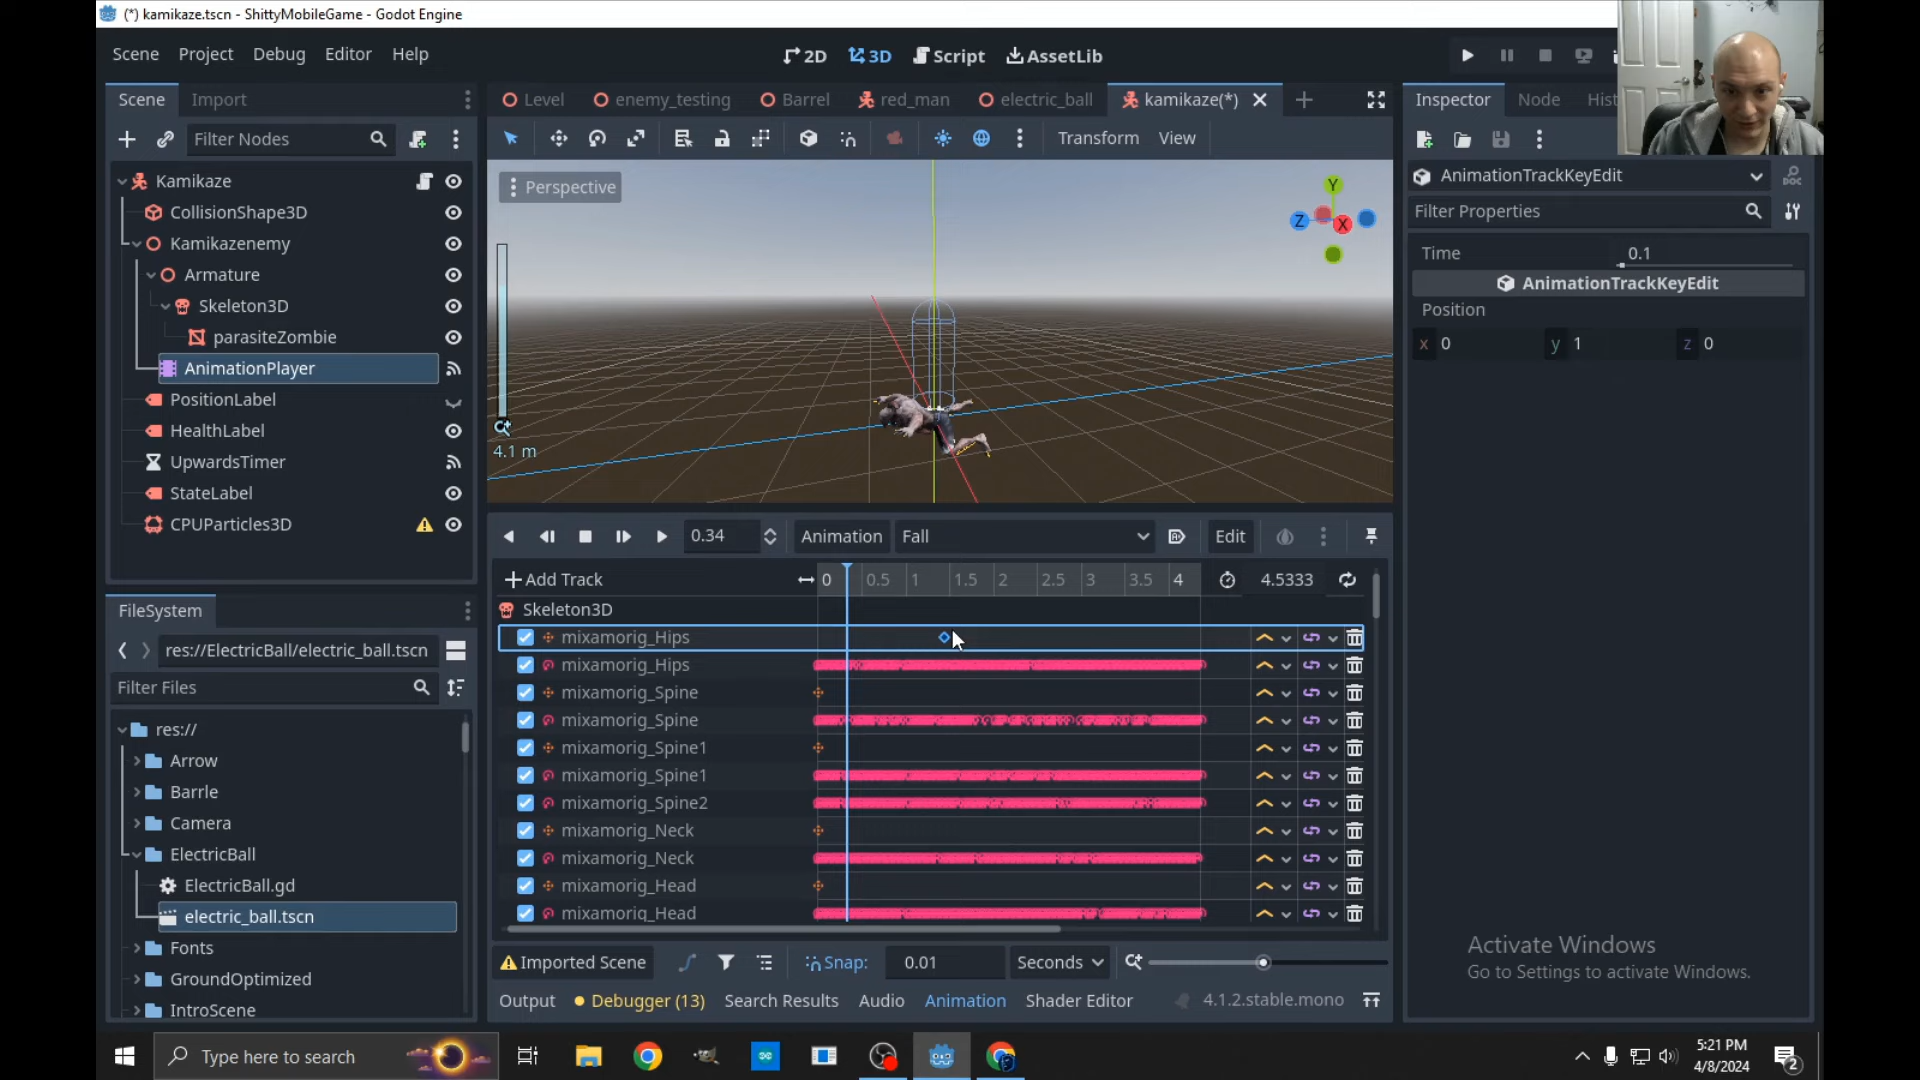 (*) kamikaze.tscn - ShittyMobileGame - Godot Engine
Scene Project Debug Editor Help
2D 3D Script AssetLib
Scene Import
Level enemy_testing Barrel red_man electric_ball kamikaze(*)
Inspector Node
Filter Nodes
Transform View
Kamikaze
CollisionShape3D
Kamikazenemy
Armature
Skeleton3D
parasiteZombie
AnimationPlayer
PositionLabel
HealthLabel
UpwardsTimer
StateLabel
CPUParticles3D
Perspective
Y
Z
X
4.1 m
AnimationTrackKeyEdit
DOC
Filter Properties
Time 0.1
AnimationTrackKeyEdit
Position
x 0 y 1 z 0
0.34 Animation Fall Edit
Add Track 0 0.5 1 1.5 2 2.5 3 3.5 4 4.5333
Skeleton3D
mixamorig_Hips
mixamorig_Hips
mixamorig_Spine
mixamorig_Spine
mixamorig_Spine1
mixamorig_Spine1
mixamorig_Spine2
mixamorig_Neck
mixamorig_Neck
mixamorig_Head
mixamorig_Head
Imported Scene Snap: 0.01 Seconds
Output Debugger (13) Search Results Audio Animation Shader Editor 4.1.2.stable.mono
FileSystem
res://ElectricBall/electric_ball.tscn
Filter Files
res://
Arrow
Barrle
Camera
ElectricBall
ElectricBall.gd
electric_ball.tscn
Fonts
GroundOptimized
IntroScene
Activate Windows
Go to Settings to activate Windows.
Type here to search
5:21 PM
4/8/2024
2